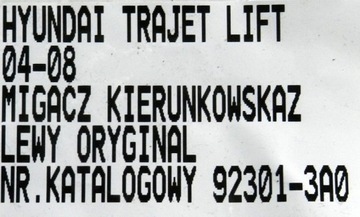 HYUNDAI TRAJET LIFT
04-08
MIGACZ KIERUNKOWSKAZ
LEWY ORYGINAL
NR.KATALOGOWY 92301-3A0